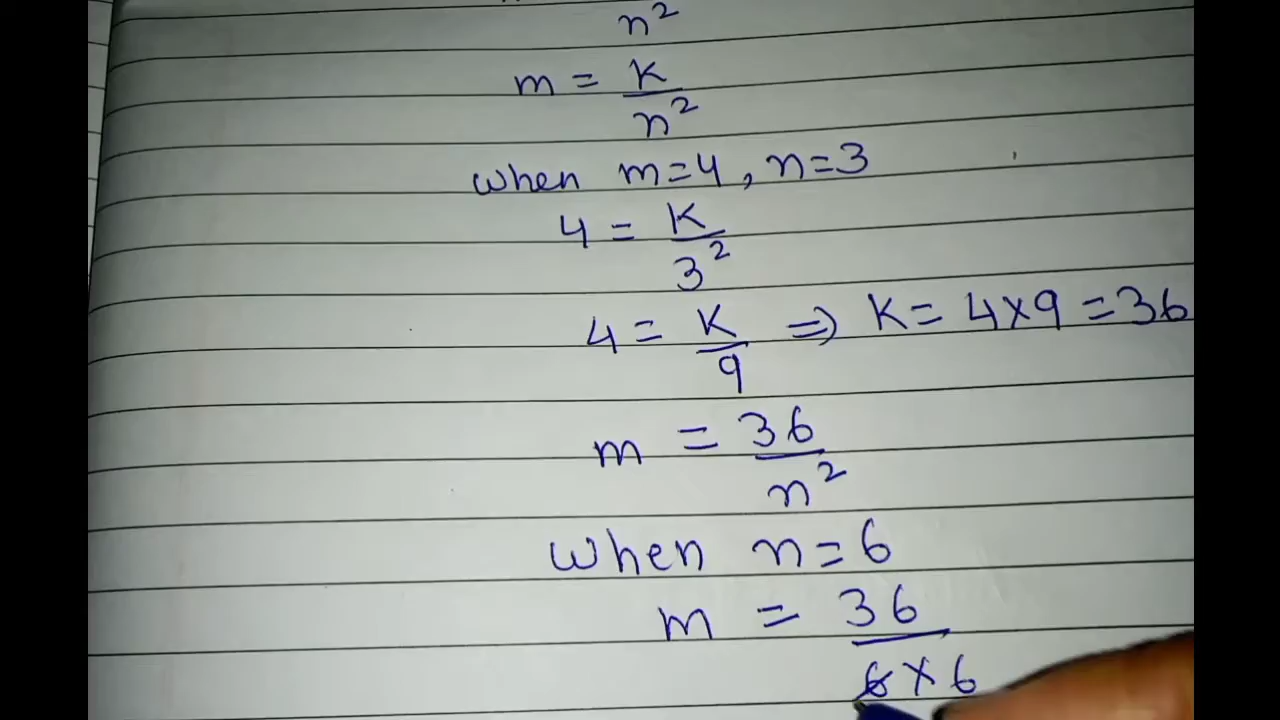 n²
m = K/n²
when m=4, n=3
4 = K/3²
4 = K/9 ⇒ K = 4×9 = 36
m = 36/n²
when n=6
m = 36/6×6